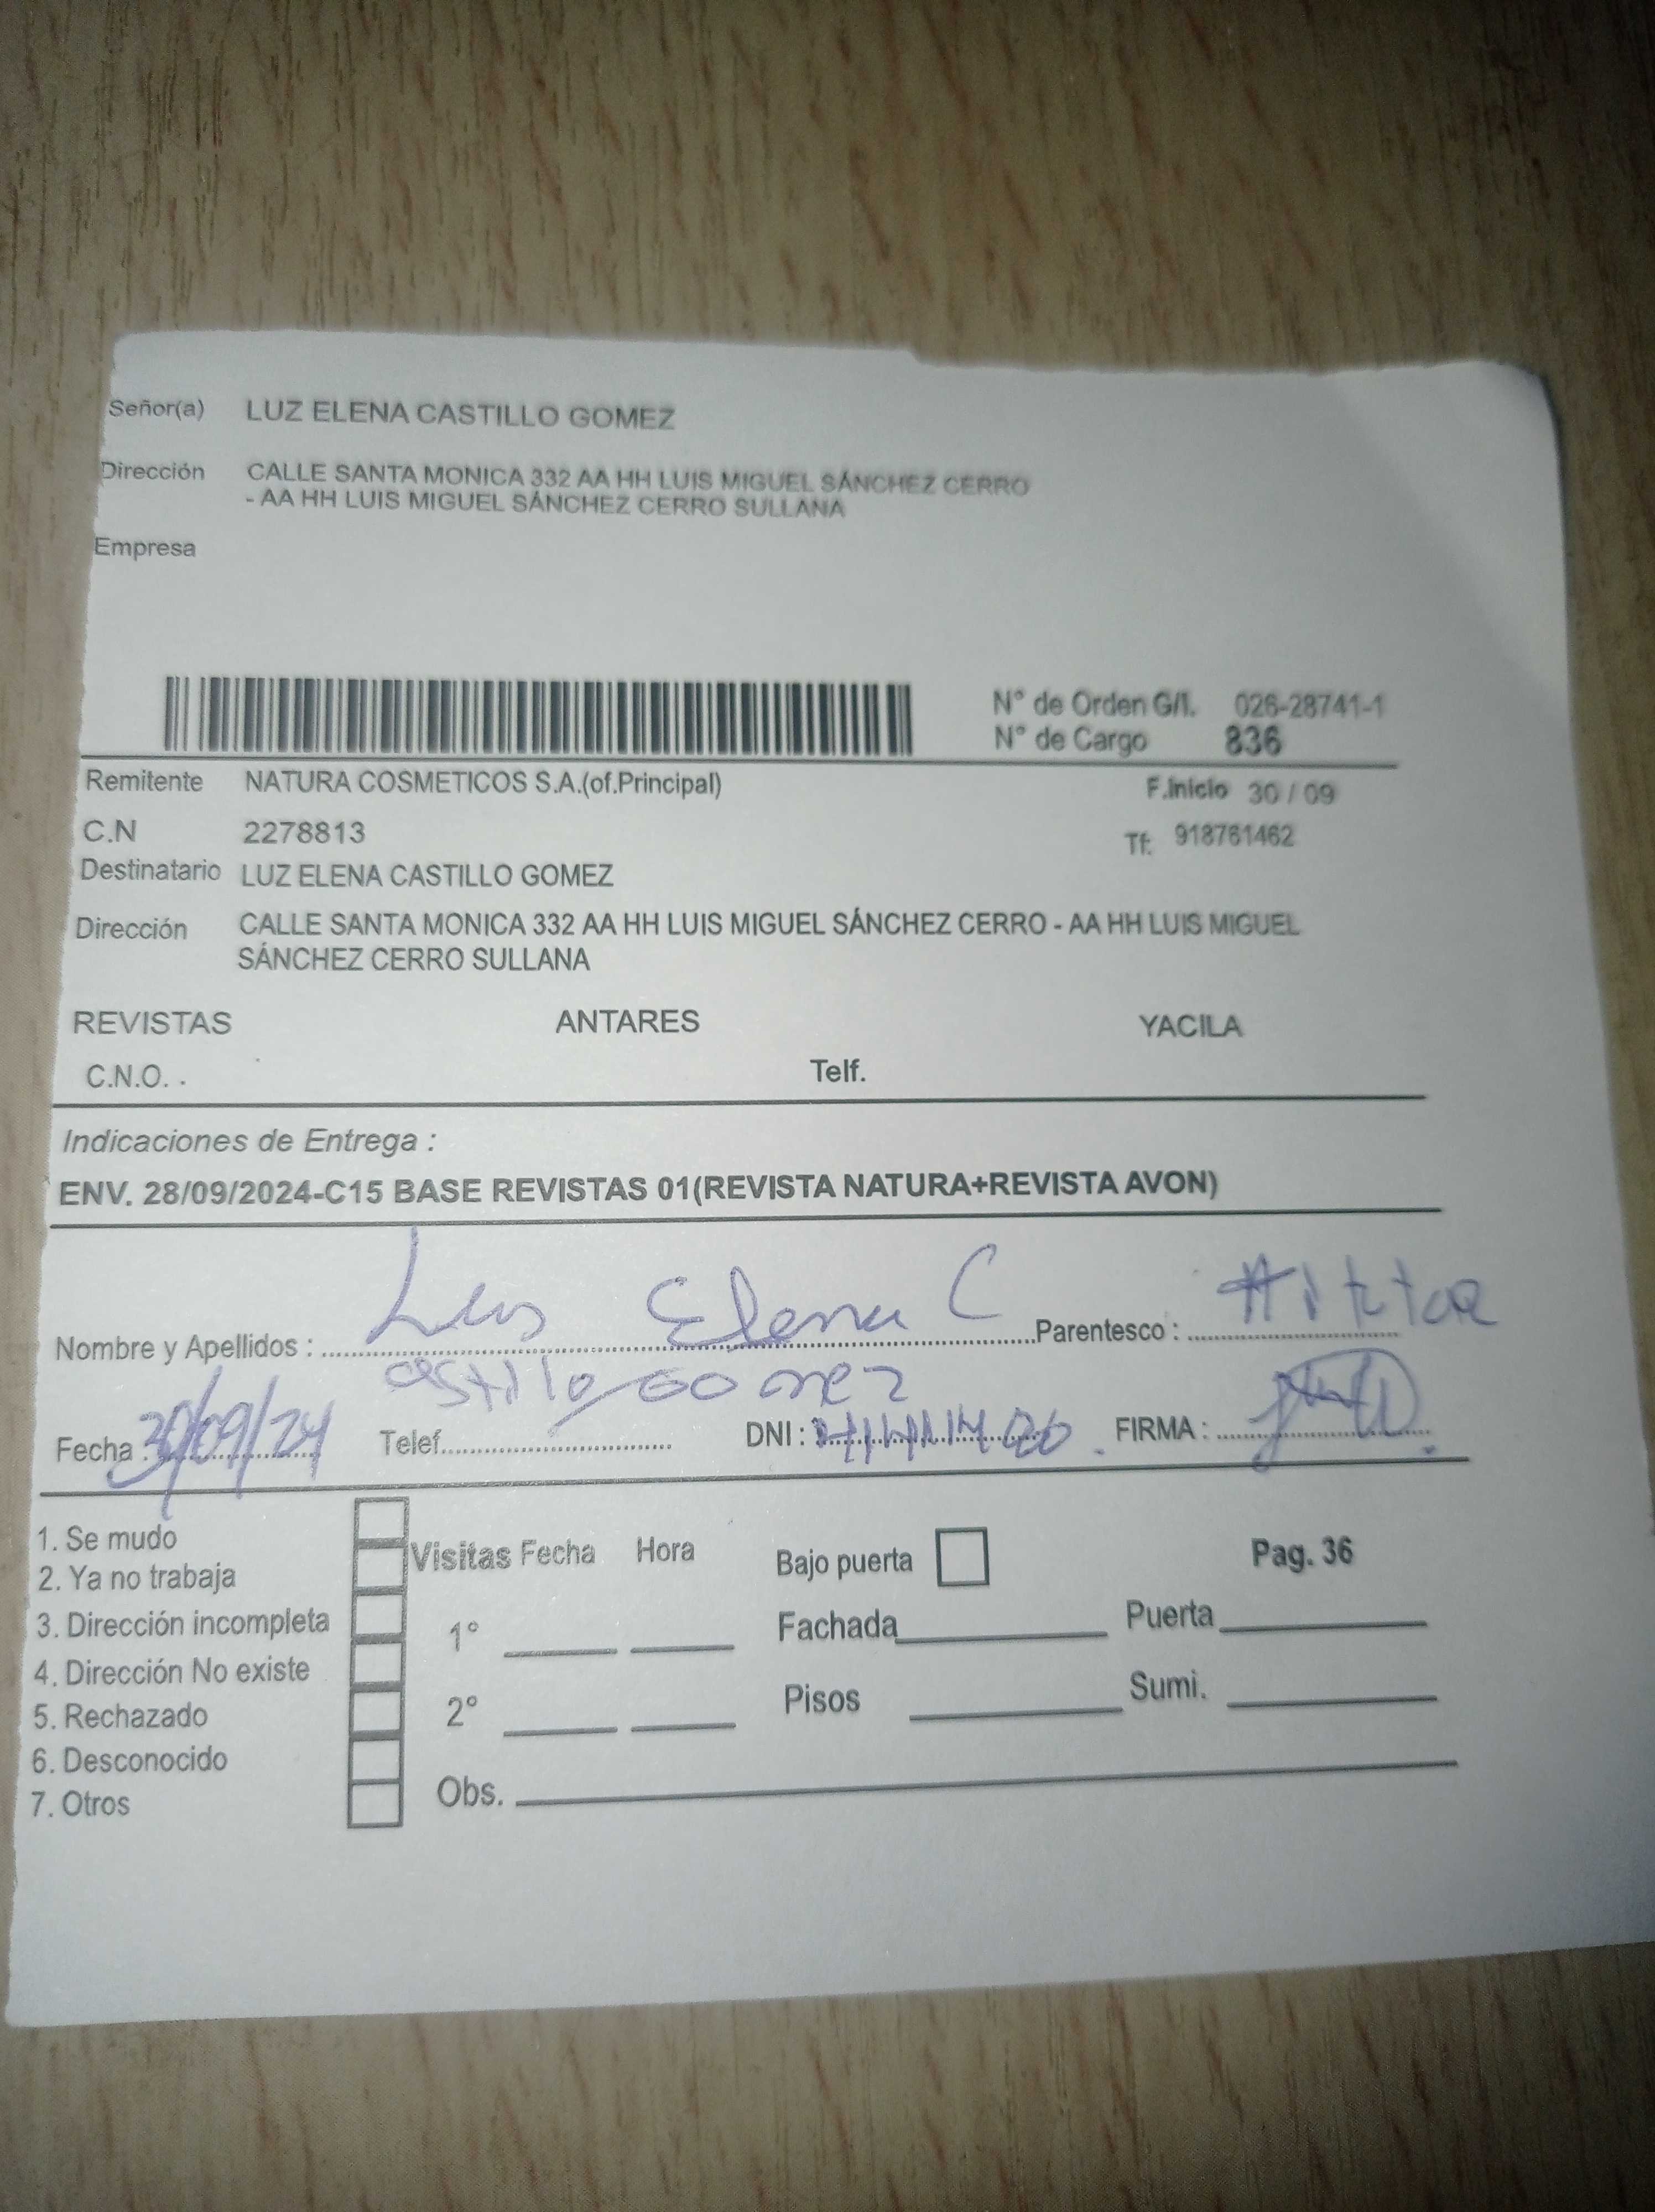 Señor(a) LUZ ELENA CASTILLO GOMEZ
Dirección CALLE SANTA MONICA 332 AA HH LUIS MIGUEL SÁNCHEZ CERRO
- AA HH LUIS MIGUEL SÁNCHEZ CERRO SULLANA
Empresa
N° de Orden G/I. 026-28741-1
N° de Cargo 836
Remitente NATURA COSMETICOS S.A.(of.Principal) F.Inicio 30 / 09
C.N 2278813 Tf: 918761462
Destinatario LUZ ELENA CASTILLO GOMEZ
Dirección CALLE SANTA MONICA 332 AA HH LUIS MIGUEL SÁNCHEZ CERRO - AA HH LUIS MIGUEL
SÁNCHEZ CERRO SULLANA
REVISTAS ANTARES YACILA
C.N.O. . Telf.
Indicaciones de Entrega :
ENV. 28/09/2024-C15 BASE REVISTAS 01(REVISTA NATURA+REVISTA AVON)
Nombre y Apellidos : Elena C Parentesco :
Fecha : 30/09/24 Telef. DNI : FIRMA :
1. Se mudo
2. Ya no trabaja
3. Dirección incompleta
4. Dirección No existe
5. Rechazado
6. Desconocido
7. Otros
Visitas Fecha Hora Bajo puerta Pag. 36
1° Fachada Puerta
2° Pisos Sumi.
Obs.